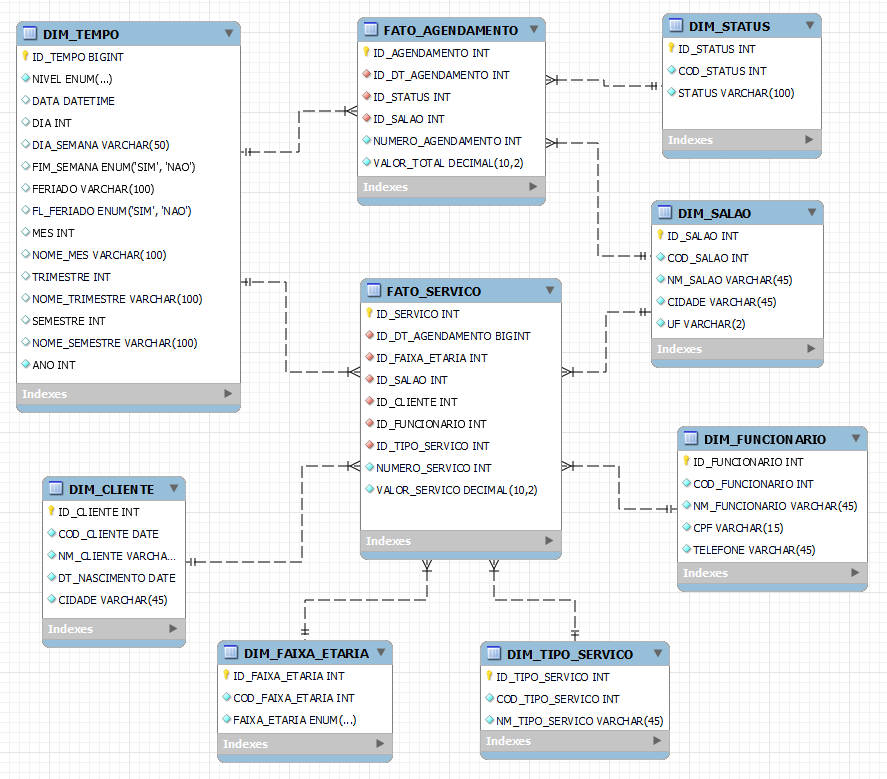 DIM_TEMPO
ID_TEMPO BIGINT
NIVEL ENUM(...)
DATA DATETIME
DIA INT
DIA_SEMANA VARCHAR(50)
FIM_SEMANA ENUM('SIM', 'NAO')
FERIADO VARCHAR(100)
FL_FERIADO ENUM('SIM', 'NAO')
MES INT
NOME_MES VARCHAR(100)
TRIMESTRE INT
NOME_TRIMESTRE VARCHAR(100)
SEMESTRE INT
NOME_SEMESTRE VARCHAR(100)
ANO INT
Indexes
FATO_AGENDAMENTO
ID_AGENDAMENTO INT
ID_DT_AGENDAMENTO INT
ID_STATUS INT
ID_SALAO INT
NUMERO_AGENDAMENTO INT
VALOR_TOTAL DECIMAL(10,2)
Indexes
DIM_STATUS
ID_STATUS INT
COD_STATUS INT
STATUS VARCHAR(100)
Indexes
DIM_SALAO
ID_SALAO INT
COD_SALAO INT
NM_SALAO VARCHAR(45)
CIDADE VARCHAR(45)
UF VARCHAR(2)
Indexes
FATO_SERVICO
ID_SERVICO INT
ID_DT_AGENDAMENTO BIGINT
ID_FAIXA_ETARIA INT
ID_SALAO INT
ID_CLIENTE INT
ID_FUNCIONARIO INT
ID_TIPO_SERVICO INT
NUMERO_SERVICO INT
VALOR_SERVICO DECIMAL(10,2)
Indexes
DIM_FUNCIONARIO
ID_FUNCIONARIO INT
COD_FUNCIONARIO INT
NM_FUNCIONARIO VARCHAR(45)
CPF VARCHAR(15)
TELEFONE VARCHAR(45)
Indexes
DIM_CLIENTE
ID_CLIENTE INT
COD_CLIENTE DATE
NM_CLIENTE VARCHA...
DT_NASCIMENTO DATE
CIDADE VARCHAR(45)
Indexes
DIM_FAIXA_ETARIA
ID_FAIXA_ETARIA INT
COD_FAIXA_ETARIA INT
FAIXA_ETARIA ENUM(...)
Indexes
DIM_TIPO_SERVICO
ID_TIPO_SERVICO INT
COD_TIPO_SERVICO INT
NM_TIPO_SERVICO VARCHAR(45)
Indexes